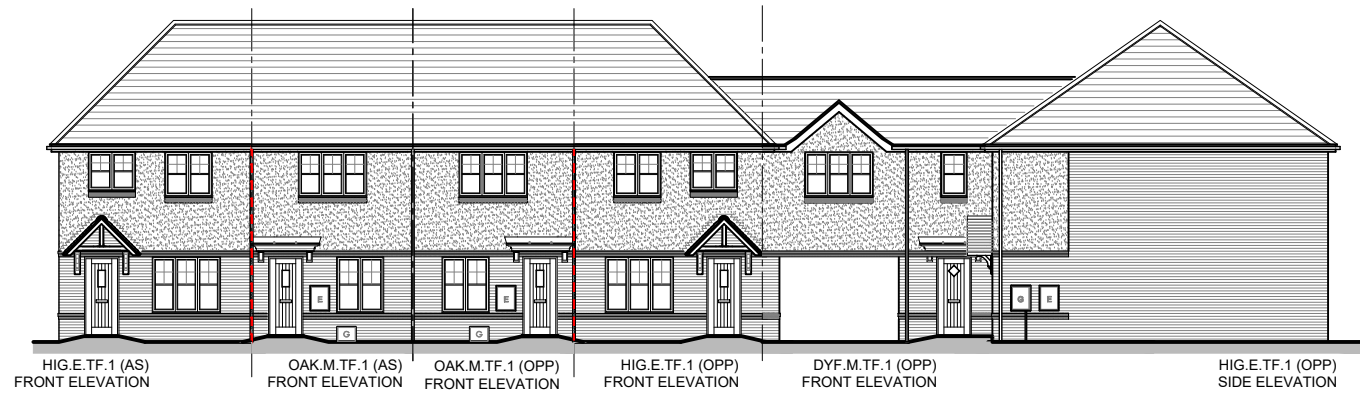 E
G
E
G
G
E
HIG.E.TF.1 (AS)
FRONT ELEVATION
OAK.M.TF.1 (AS)
FRONT ELEVATION
OAK.M.TF.1 (OPP)
FRONT ELEVATION
HIG.E.TF.1 (OPP)
FRONT ELEVATION
DYF.M.TF.1 (OPP)
FRONT ELEVATION
HIG.E.TF.1 (OPP)
SIDE ELEVATION